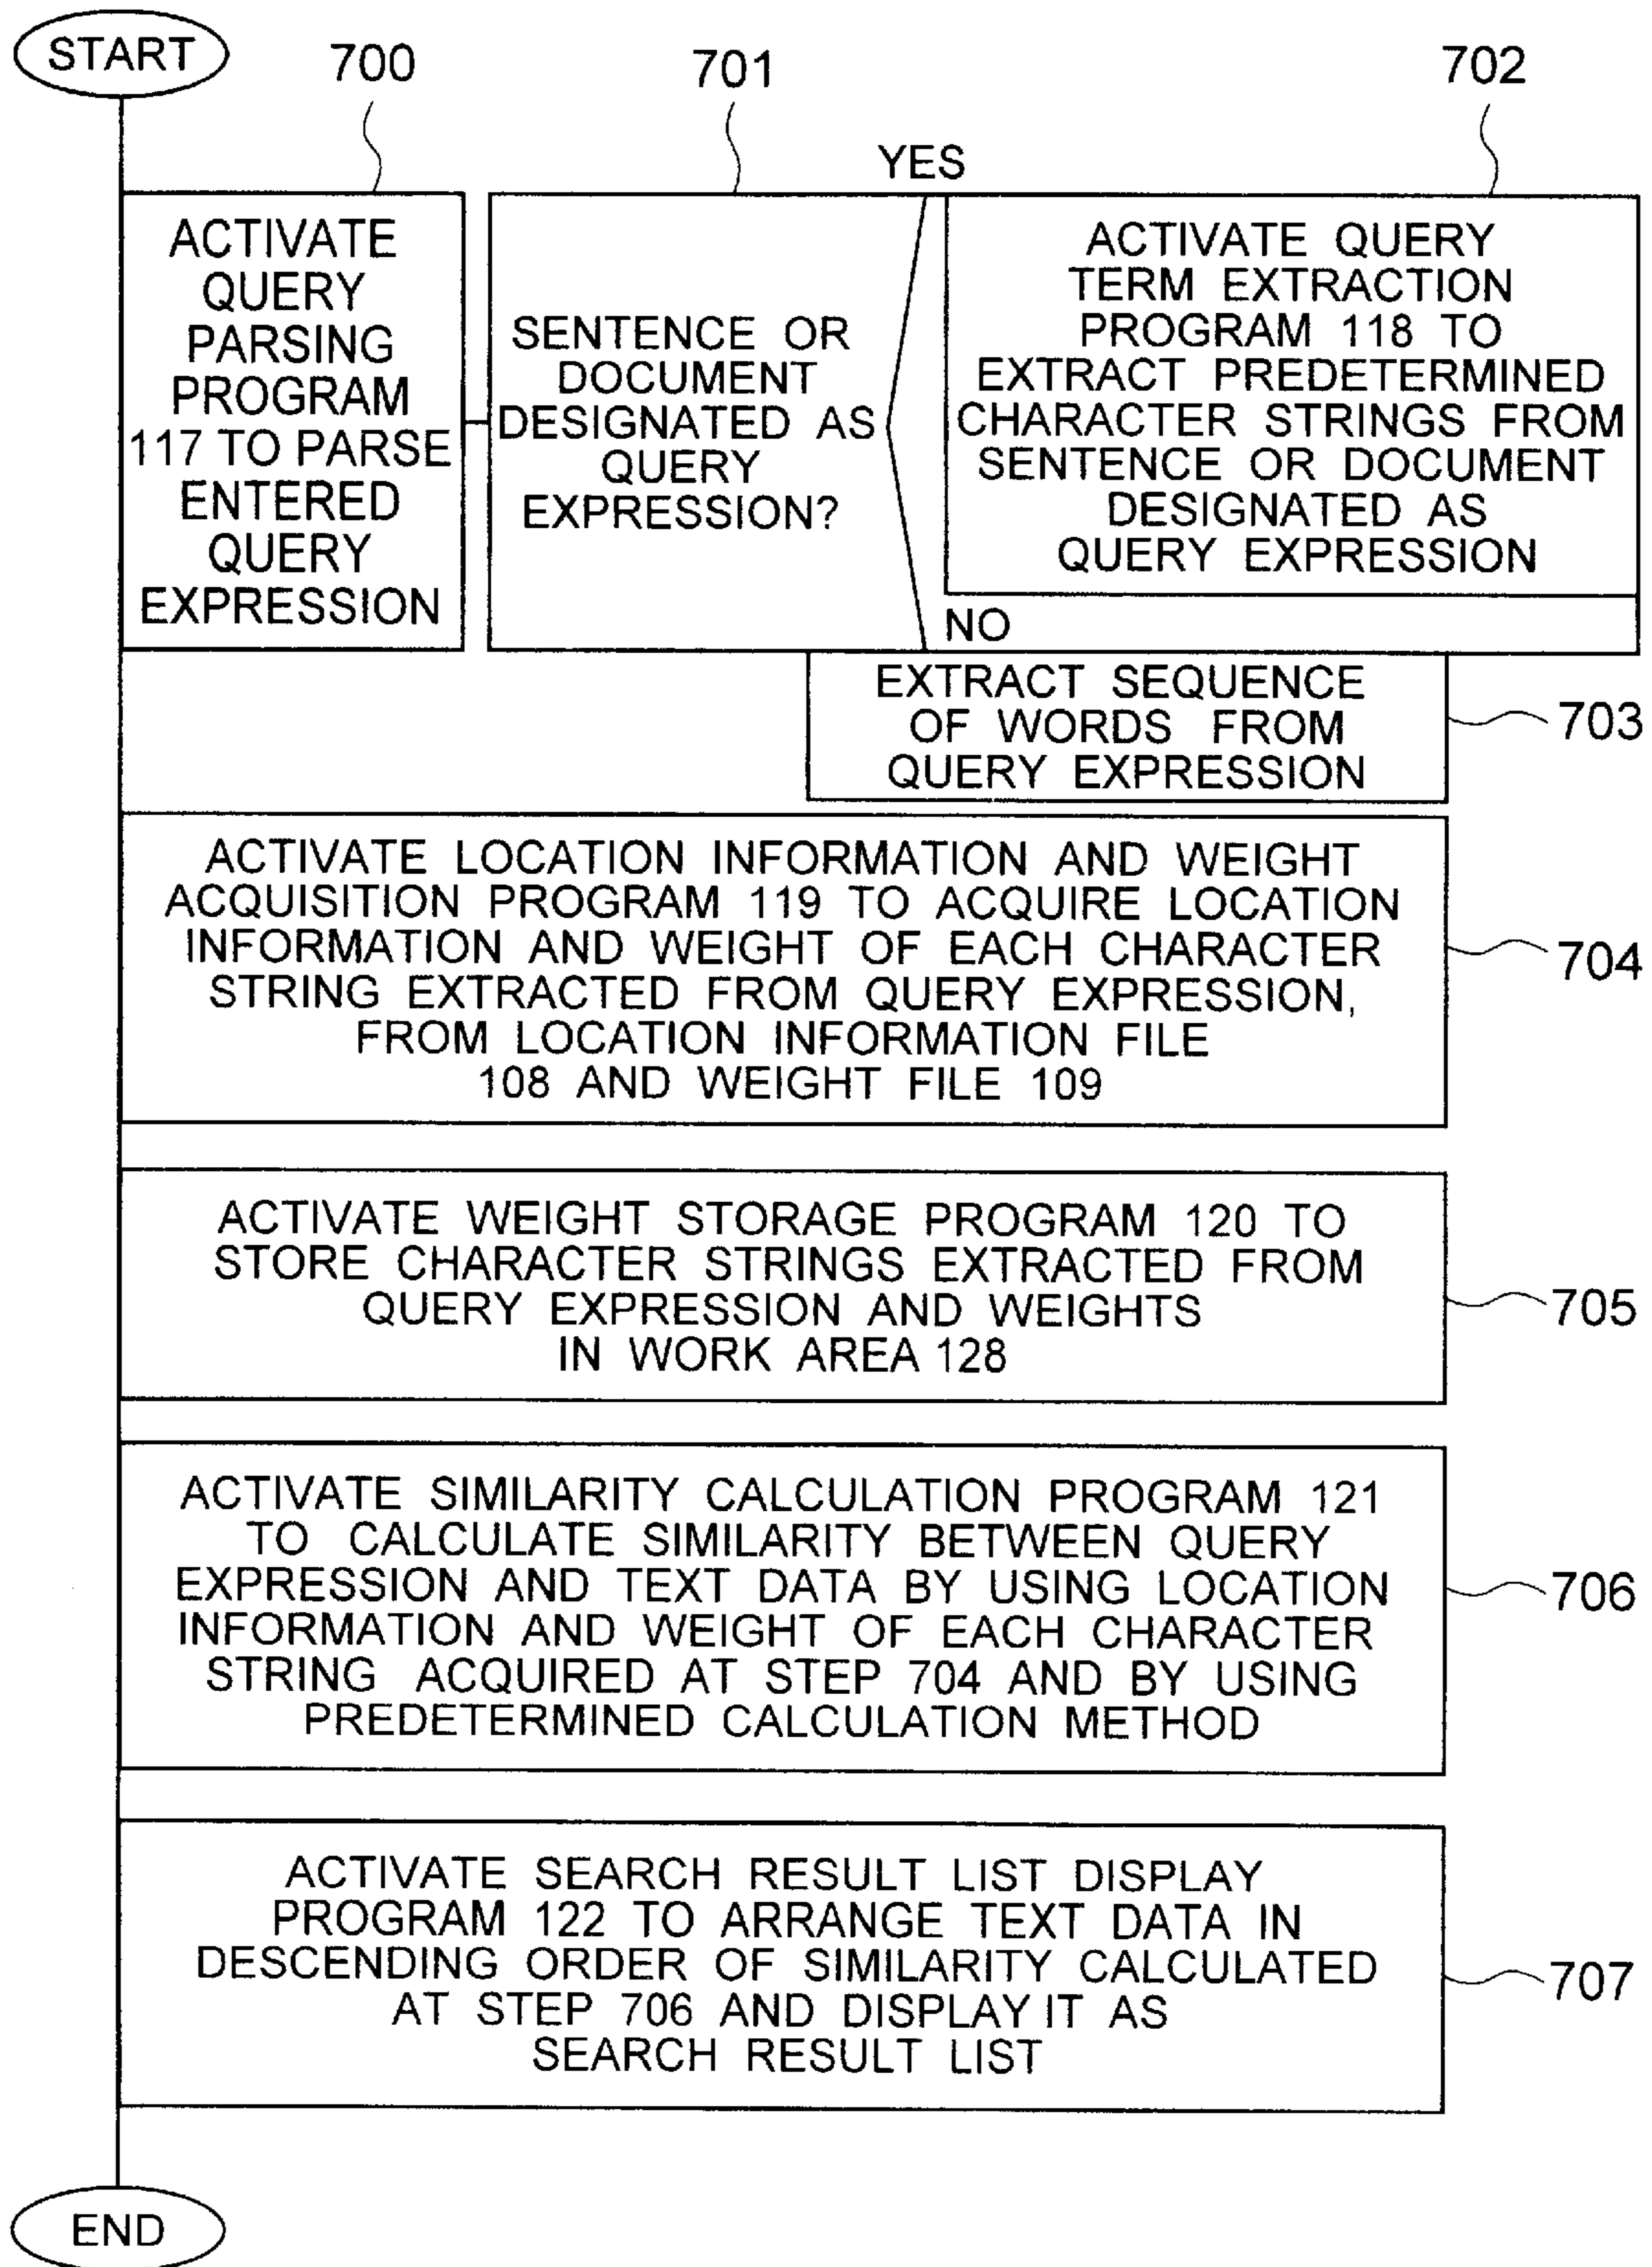 START
700
701
702
YES
ACTIVATE
QUERY
PARSING
PROGRAM
117 TO PARSE
ENTERED
QUERY
EXPRESSION
SENTENCE OR
DOCUMENT
DESIGNATED AS
QUERY
EXPRESSION?
ACTIVATE QUERY
TERM EXTRACTION
PROGRAM 118 TO
EXTRACT PREDETERMINED
CHARACTER STRINGS FROM
SENTENCE OR DOCUMENT
DESIGNATED AS
QUERY EXPRESSION
NO
EXTRACT SEQUENCE
OF WORDS FROM
QUERY EXPRESSION
703
ACTIVATE LOCATION INFORMATION AND WEIGHT
ACQUISITION PROGRAM 119 TO ACQUIRE LOCATION
INFORMATION AND WEIGHT OF EACH CHARACTER
STRING EXTRACTED FROM QUERY EXPRESSION,
FROM LOCATION INFORMATION FILE
108 AND WEIGHT FILE 109
704
ACTIVATE WEIGHT STORAGE PROGRAM 120 TO
STORE CHARACTER STRINGS EXTRACTED FROM
QUERY EXPRESSION AND WEIGHTS
IN WORK AREA 128
705
ACTIVATE SIMILARITY CALCULATION PROGRAM 121
TO CALCULATE SIMILARITY BETWEEN QUERY
EXPRESSION AND TEXT DATA BY USING LOCATION
INFORMATION AND WEIGHT OF EACH CHARACTER
STRING ACQUIRED AT STEP 704 AND BY USING
PREDETERMINED CALCULATION METHOD
706
ACTIVATE SEARCH RESULT LIST DISPLAY
PROGRAM 122 TO ARRANGE TEXT DATA IN
DESCENDING ORDER OF SIMILARITY CALCULATED
AT STEP 706 AND DISPLAY IT AS
SEARCH RESULT LIST
707
END